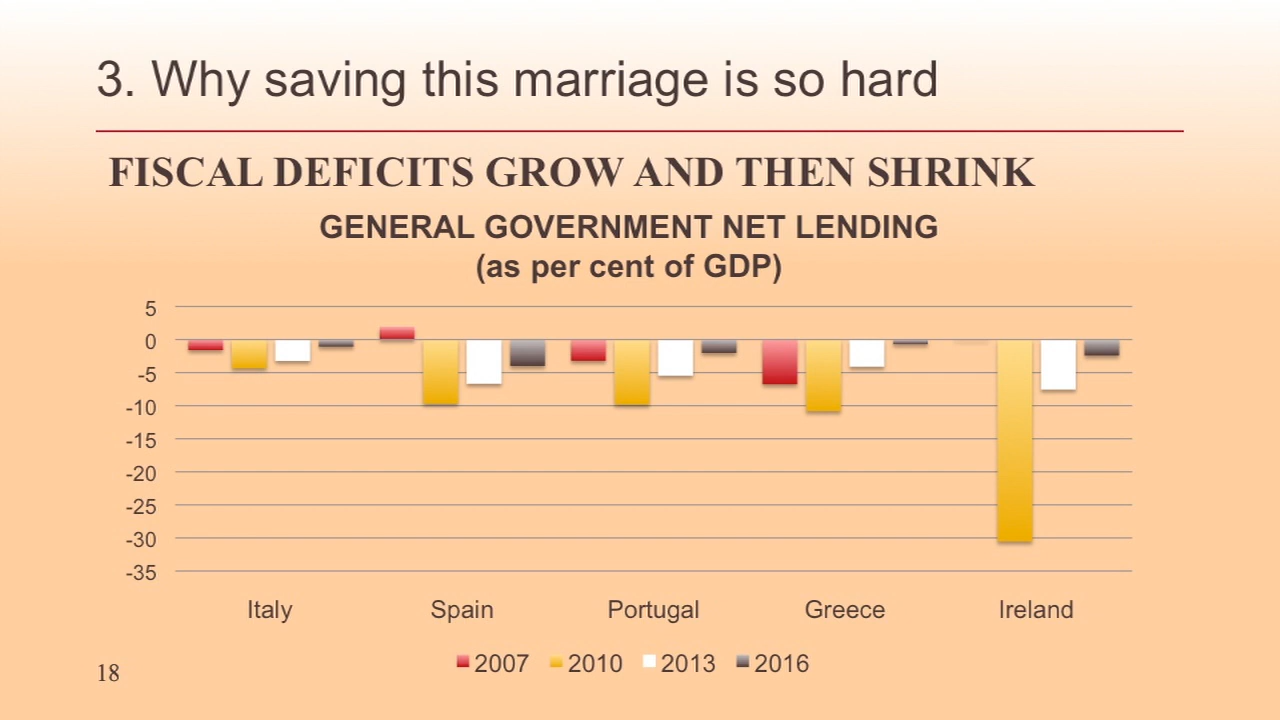 3. Why saving this marriage is so hard
FISCAL DEFICITS GROW AND THEN SHRINK
GENERAL GOVERNMENT NET LENDING
(as per cent of GDP)
5
0
-5
-10
-15
-20
-25
-30
-35
Italy Spain Portugal Greece Ireland
2007 2010 2013 2016
18